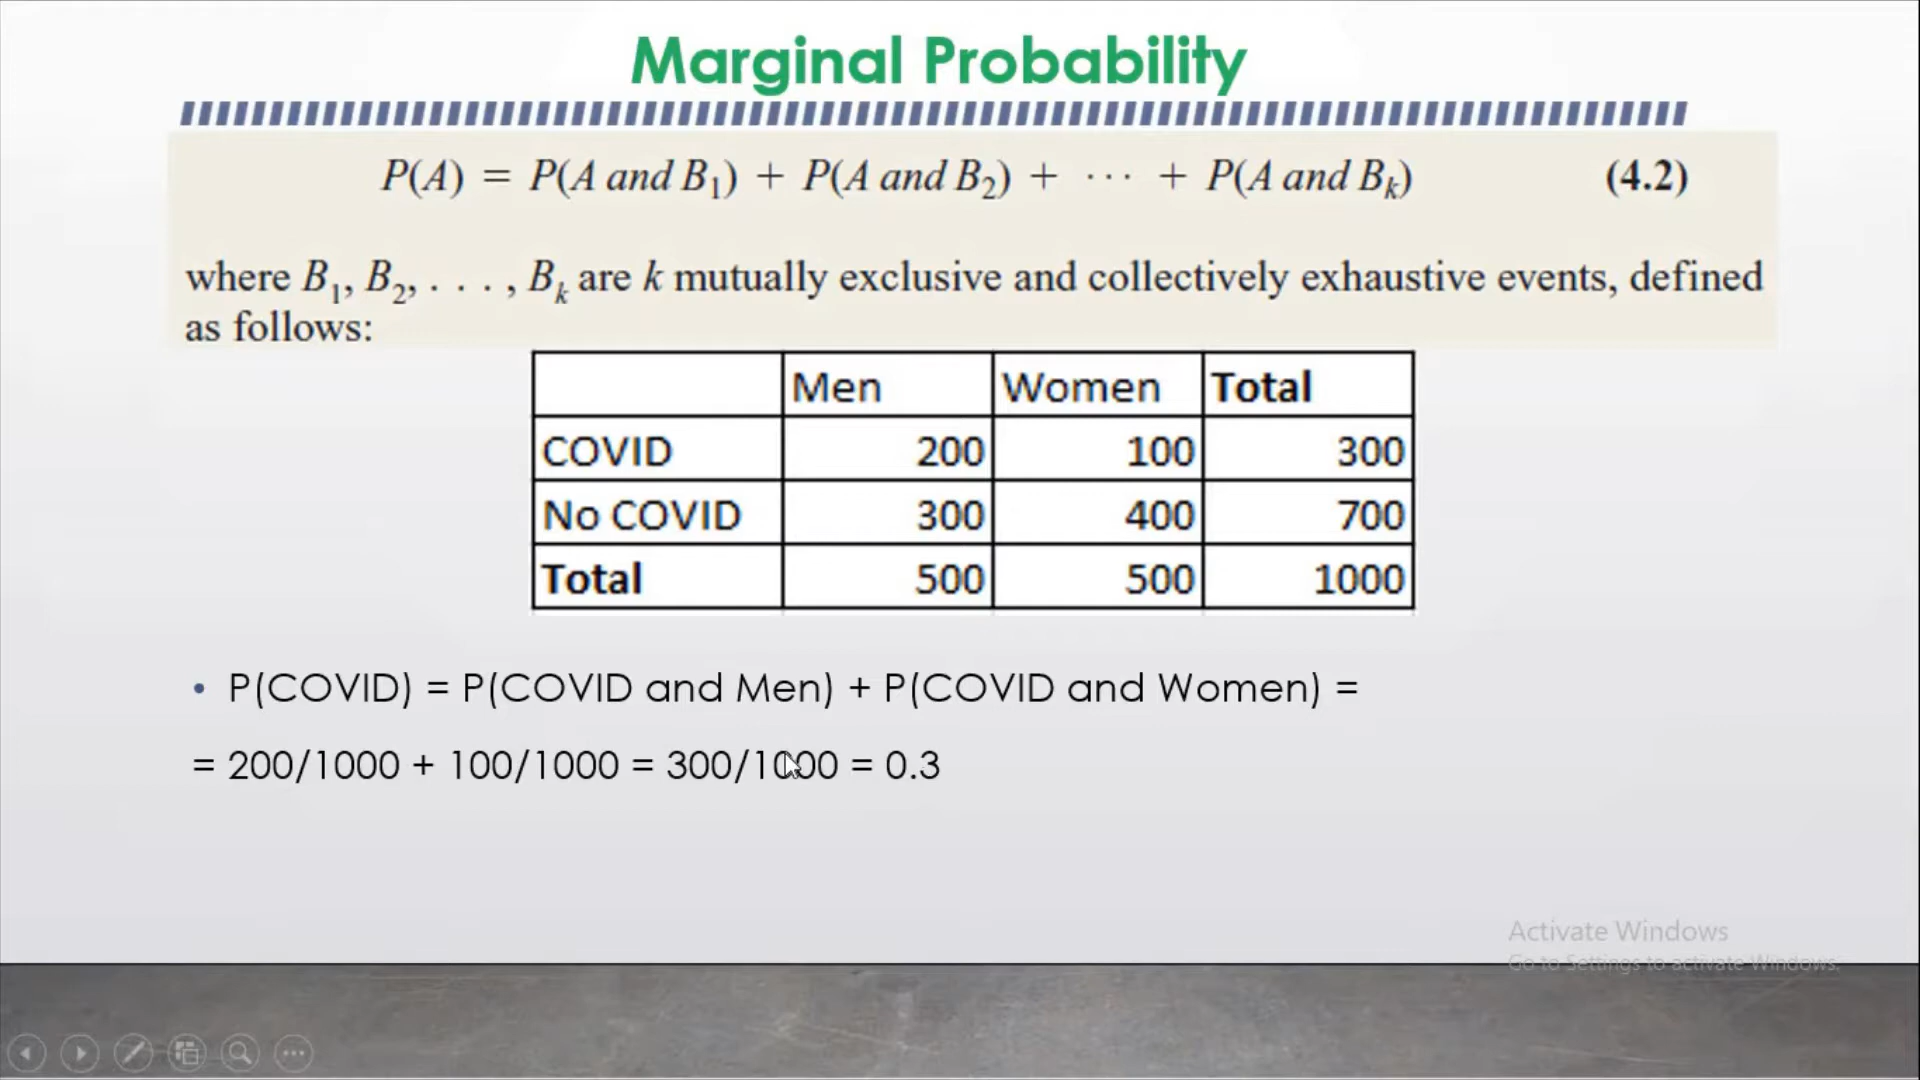 Marginal Probability
P(A) = P(A and B₁) + P(A and B₂) + ··· + P(A and Bₖ) (4.2)
where B₁, B₂, . . . , Bₖ are k mutually exclusive and collectively exhaustive events, defined
as follows:
Men Women Total
COVID 200 100 300
No COVID 300 400 700
Total 500 500 1000
• P(COVID) = P(COVID and Men) + P(COVID and Women) =
= 200/1000 + 100/1000 = 300/1000 = 0.3
Activate Windows
Go to Settings to activate Windows.